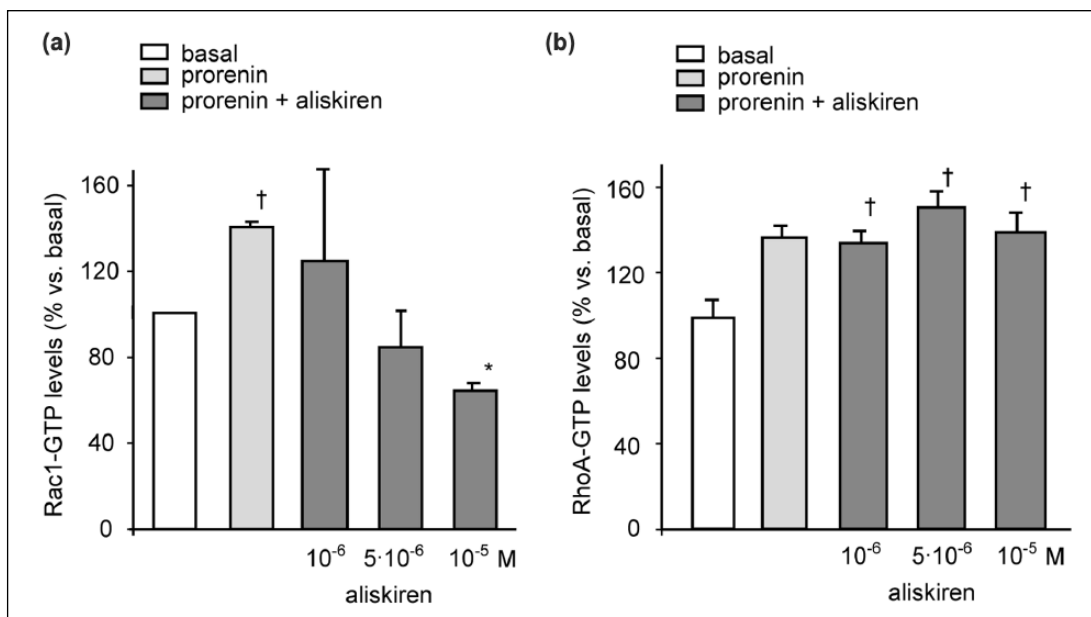 (a)
basal
prorenin
prorenin + aliskiren
Rac1-GTP levels (% vs. basal)
160
120
80
40
0
†
*
10⁻⁶ 5·10⁻⁶ 10⁻⁵ M
aliskiren
(b)
basal
prorenin
prorenin + aliskiren
RhoA-GTP levels (% vs. basal)
160
120
80
40
0
† † †
10⁻⁶ 5·10⁻⁶ 10⁻⁵ M
aliskiren